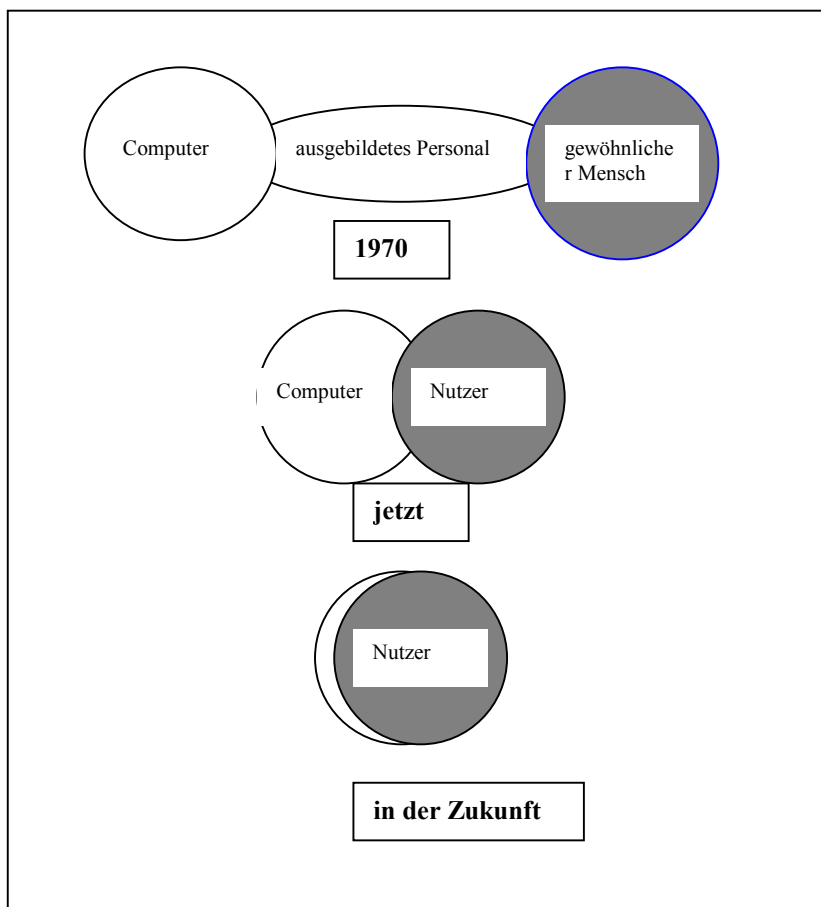 Computer
ausgebildetes Personal
gewöhnliche
r Mensch
1970
Computer
Nutzer
jetzt
Nutzer
in der Zukunft